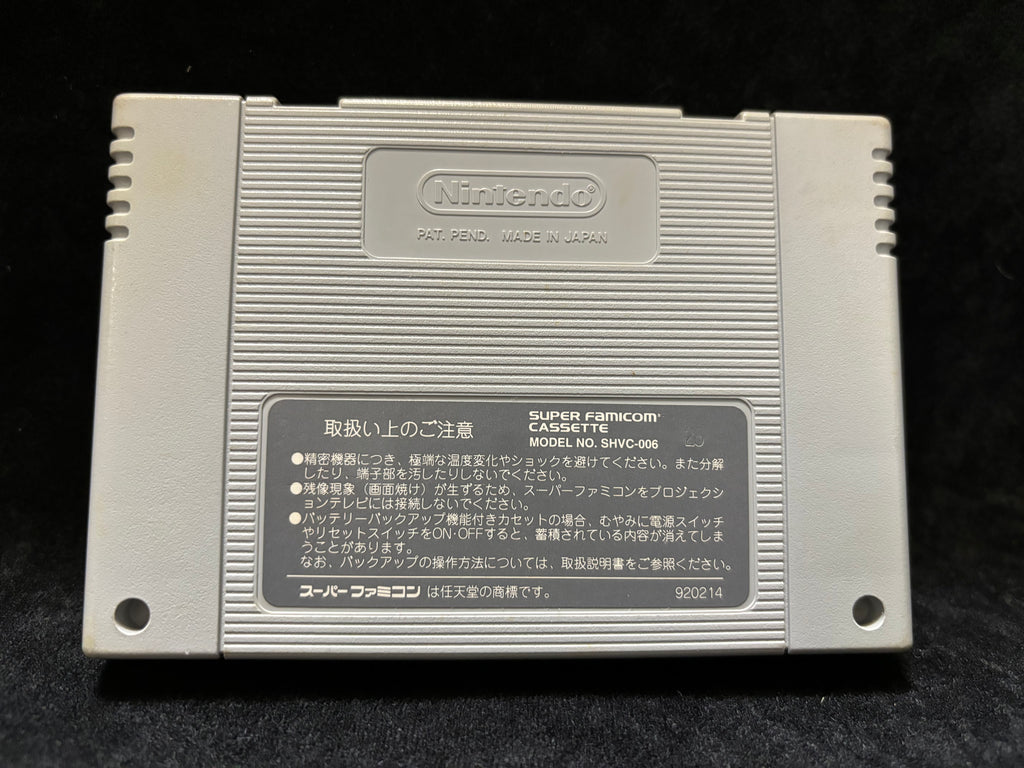 Nintendo®
PAT. PEND. MADE IN JAPAN
取扱い上のご注意
SUPER FAMICOM
CASSETTE
MODEL NO. SHVC-006
●精密機器につき、極端な温度変化やショックを避けてください。また分解
したり、端子部を汚したりしないでください。
●残像現象（画面焼け）が生ずるため、スーパーファミコンをプロジェクシ
ョンテレビには接続しないでください。
●バッテリーバックアップ機能付きカセットの場合、むやみに電源スイッチ
やリセットスイッチをON·OFFすると、蓄積されている内容が消えてしま
うことがあります。
なお、バックアップの操作方法については、取扱説明書をご参照ください。
スーパーファミコンは任天堂の商標です。
920214